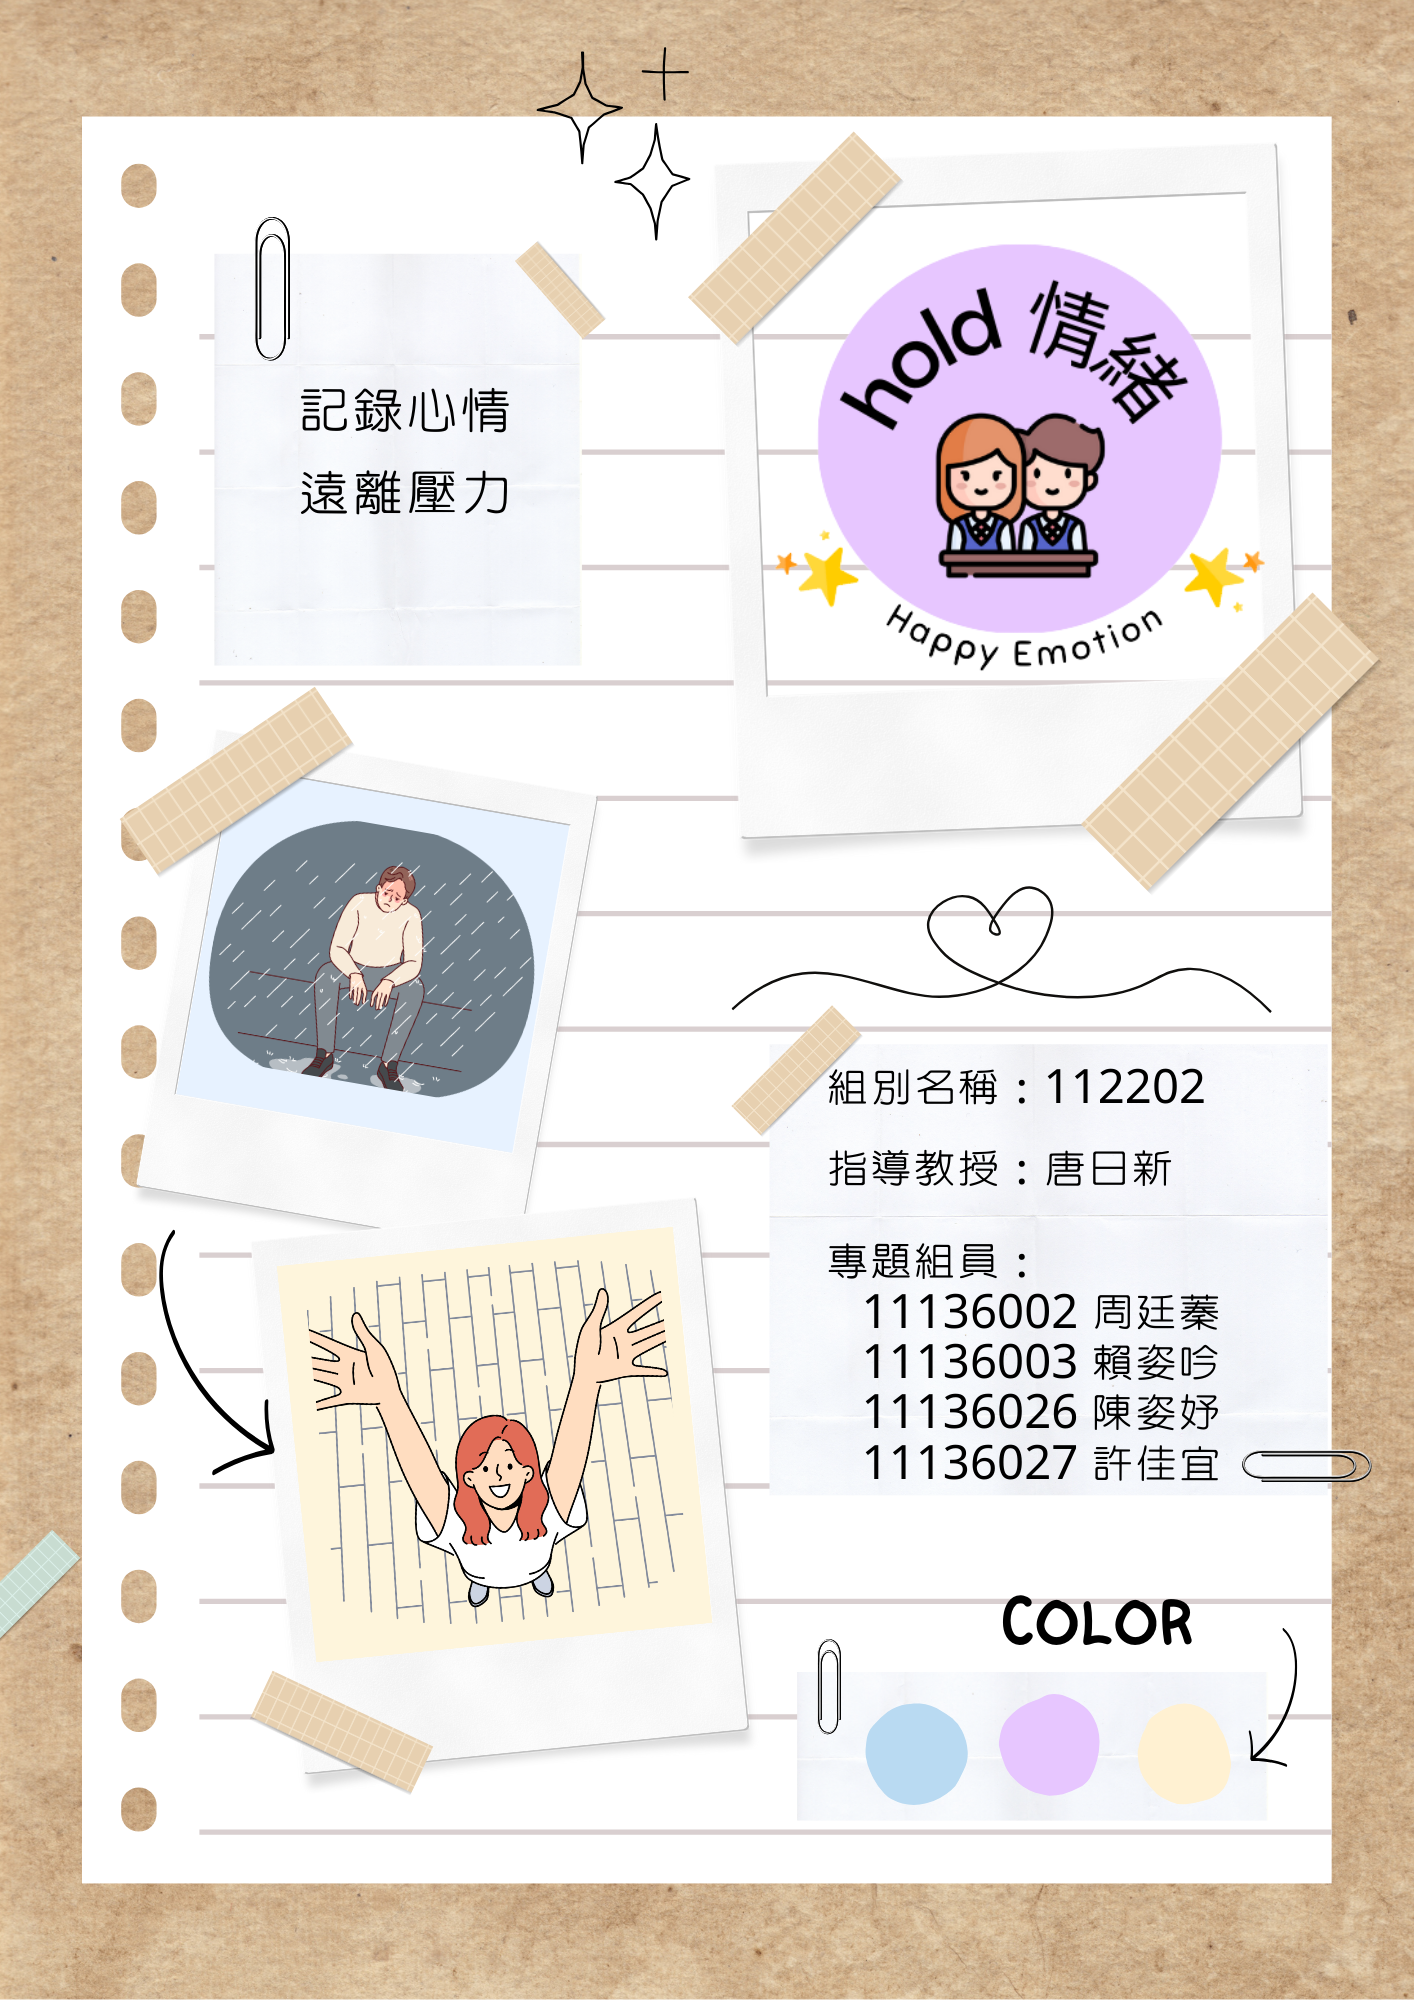 記錄心情
遠離壓力
hold 情緒
Happy Emotion
組別名稱：112202
指導教授：唐日新
專題組員：
11136002 周廷蓁
11136003 賴姿吟
11136026 陳姿妤
11136027 許佳宜
COLOR